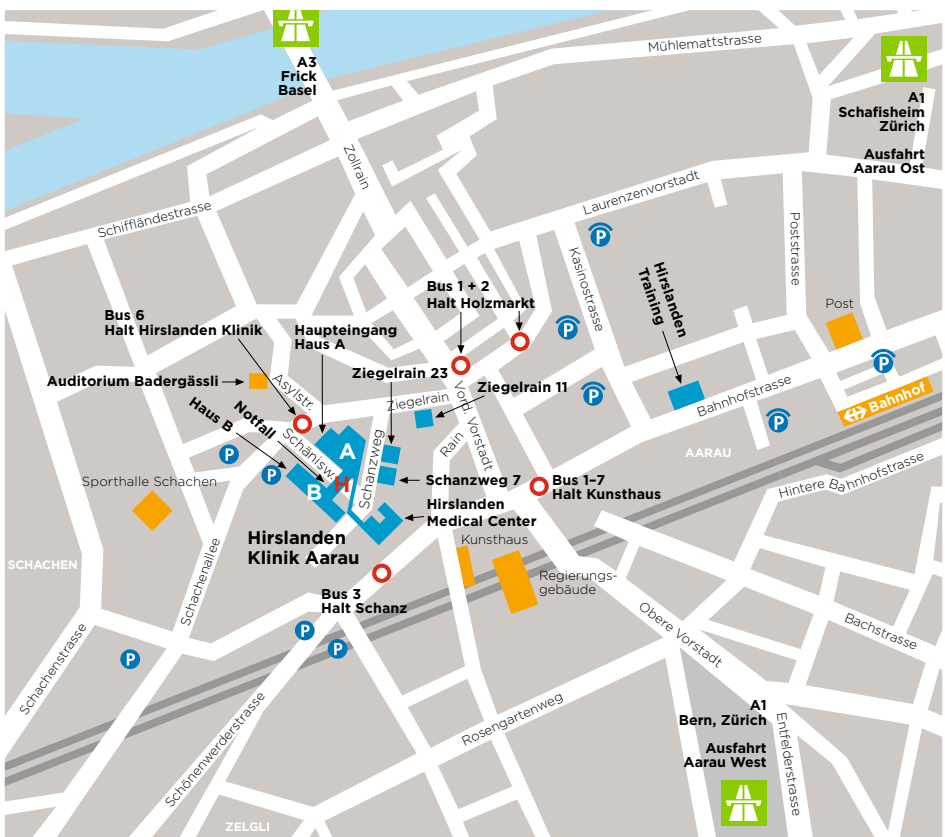 A3
Frick
Basel
Mühlemattstrasse
A1
Schafisheim
Zürich
Ausfahrt
Aarau Ost
Zollrain
Laurenzenvorstadt
Schiffländestrasse
P
Kasinostrasse
Poststrasse
Hirslanden
Training
Bus 1 + 2
Halt Holzmarkt
Post
Bus 6
Halt Hirslanden Klinik
Haupteingang
Haus A
P
P
Ziegelrain 23
Ziegelrain 11
Auditorium Badergässli
Asylstr.
Ziegelrain
Vord. Vorstadt
P
Bahnhofstrasse
Bahnhof
P
Haus B
Notfall
Schänisw.
A
Schanzweg
Rain
AARAU
P
P
H
B
Schanzweg 7
Bus 1–7
Halt Kunsthaus
Hintere Bahnhofstrasse
Sporthalle Schachen
Hirslanden
Medical Center
Hirslanden
Klinik Aarau
Kunsthaus
SCHACHEN
Schachenallee
Regierungs-
gebäude
Bus 3
Halt Schanz
Obere Vorstadt
Bachstrasse
P
P
P
Schachenstrasse
Schönenwerderstrasse
Rosengartenweg
A1
Bern, Zürich
Ausfahrt
Aarau West
Entfelderstrasse
ZELGLI